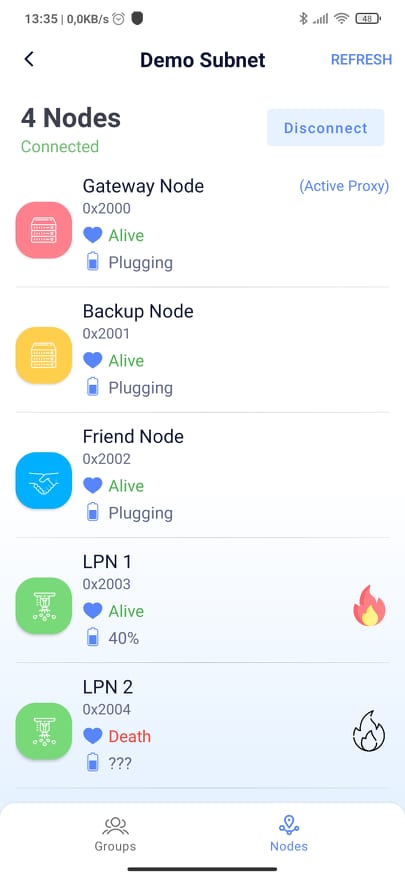 13:35 | 0,0KB/s
48
Demo Subnet
REFRESH
4 Nodes
Connected
Disconnect
Gateway Node
(Active Proxy)
0x2000
Alive
Plugging
Backup Node
0x2001
Alive
Plugging
Friend Node
0x2002
Alive
Plugging
LPN 1
0x2003
Alive
40%
LPN 2
0x2004
Death
???
Groups
Nodes